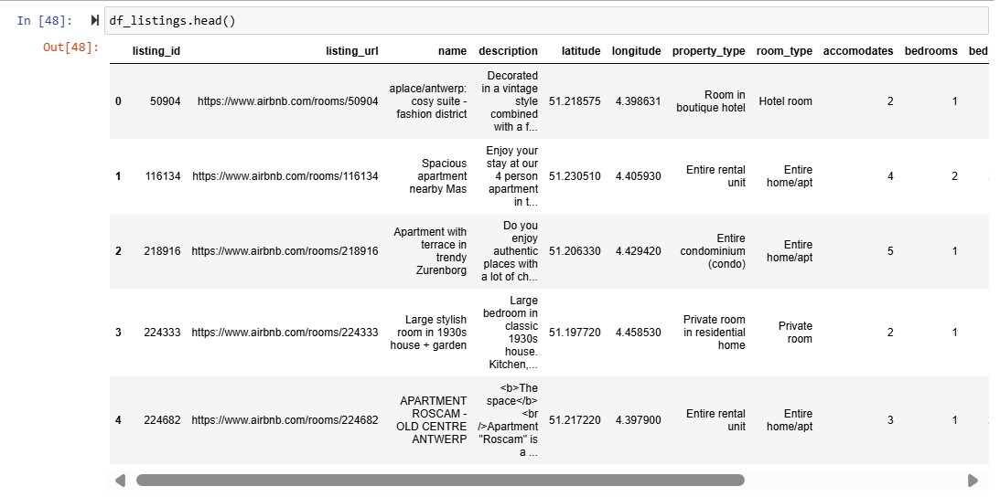 In [48]:
df_listings.head()
Out[48]:
listing_id listing_url name description latitude longitude property_type room_type accomodates bedrooms bed
0 50904 https://www.airbnb.com/rooms/50904 aplace/antwerp: cosy suite - fashion district Decorated in a vintage style combined with a f... 51.218575 4.398631 Room in boutique hotel Hotel room 2 1
1 116134 https://www.airbnb.com/rooms/116134 Spacious apartment nearby Mas Enjoy your stay at our 4 person apartment in t... 51.230510 4.405930 Entire rental unit Entire home/apt 4 2
2 218916 https://www.airbnb.com/rooms/218916 Apartment with terrace in trendy Zurenborg Do you enjoy authentic places with a lot of ch... 51.206330 4.429420 Entire condominium (condo) Entire home/apt 5 1
3 224333 https://www.airbnb.com/rooms/224333 Large stylish room in 1930s house + garden Large bedroom in classic 1930s house. Kitchen,... 51.197720 4.458530 Private room in residential home Private room 2 1
4 224682 https://www.airbnb.com/rooms/224682 APARTMENT ROSCAM - OLD CENTRE ANTWERP <b>The space</b><br />Apartment "Roscam" is a ... 51.217220 4.397900 Entire rental unit Entire home/apt 3 1